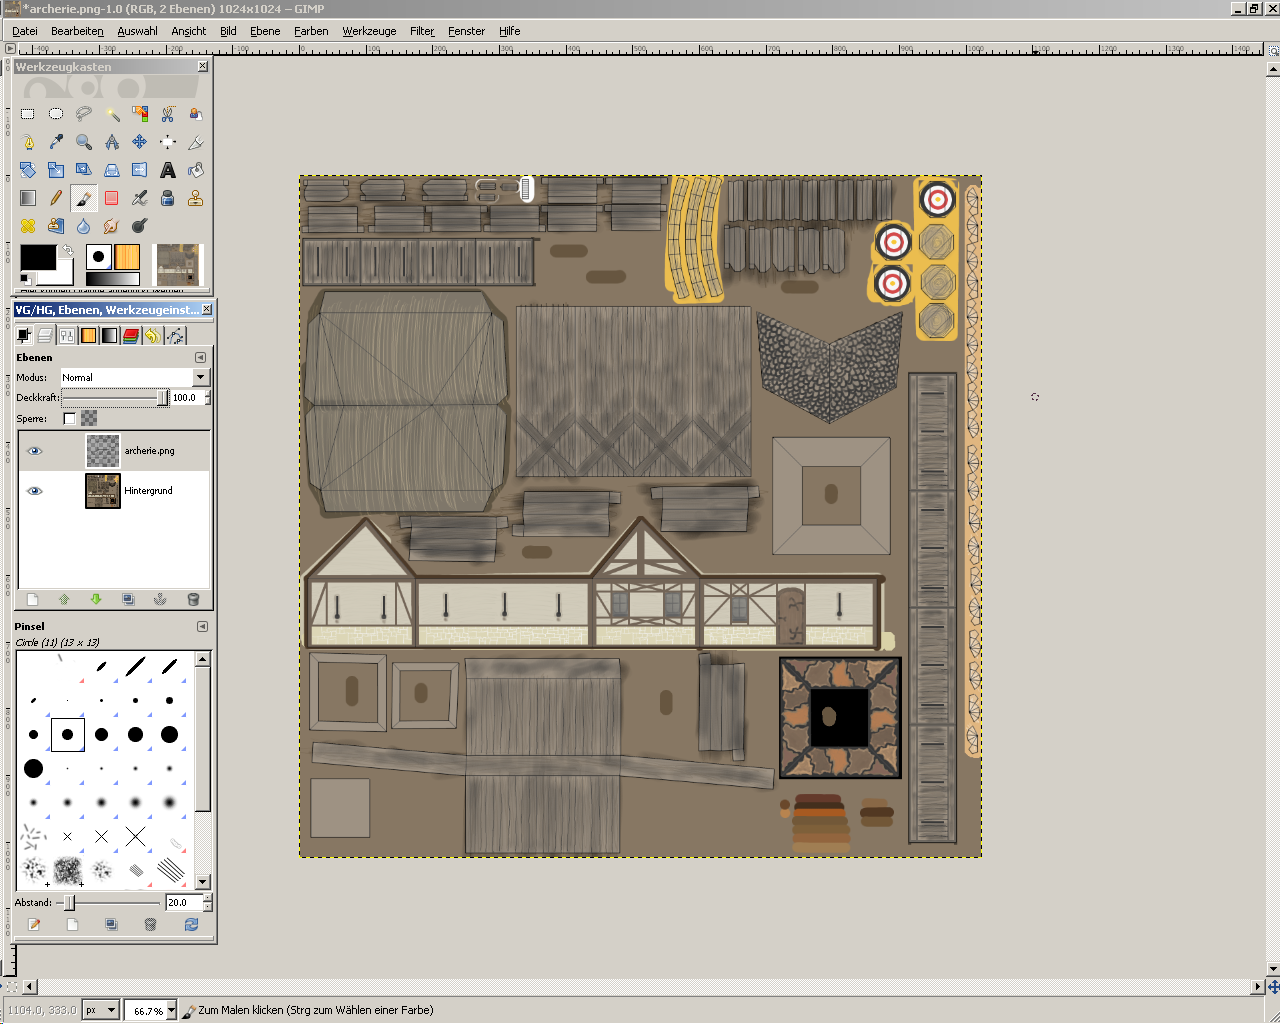 *archerie.png-1.0 (RGB, 2 Ebenen) 1024x1024 – GIMP
Datei Bearbeiten Auswahl Ansicht Bild Ebene Farben Werkzeuge Filter Fenster Hilfe
Werkzeugkasten
VG/HG, Ebenen, Werkzeugeinst...
Ebenen
Modus: Normal
Deckkraft: 100.0
Sperre:
archerie.png
Hintergrund
Pinsel
Circle (11) (13 x 13)
Abstand: 20.0
1104.0, 333.0 px 66.7% Zum Malen klicken (Strg zum Wählen einer Farbe)